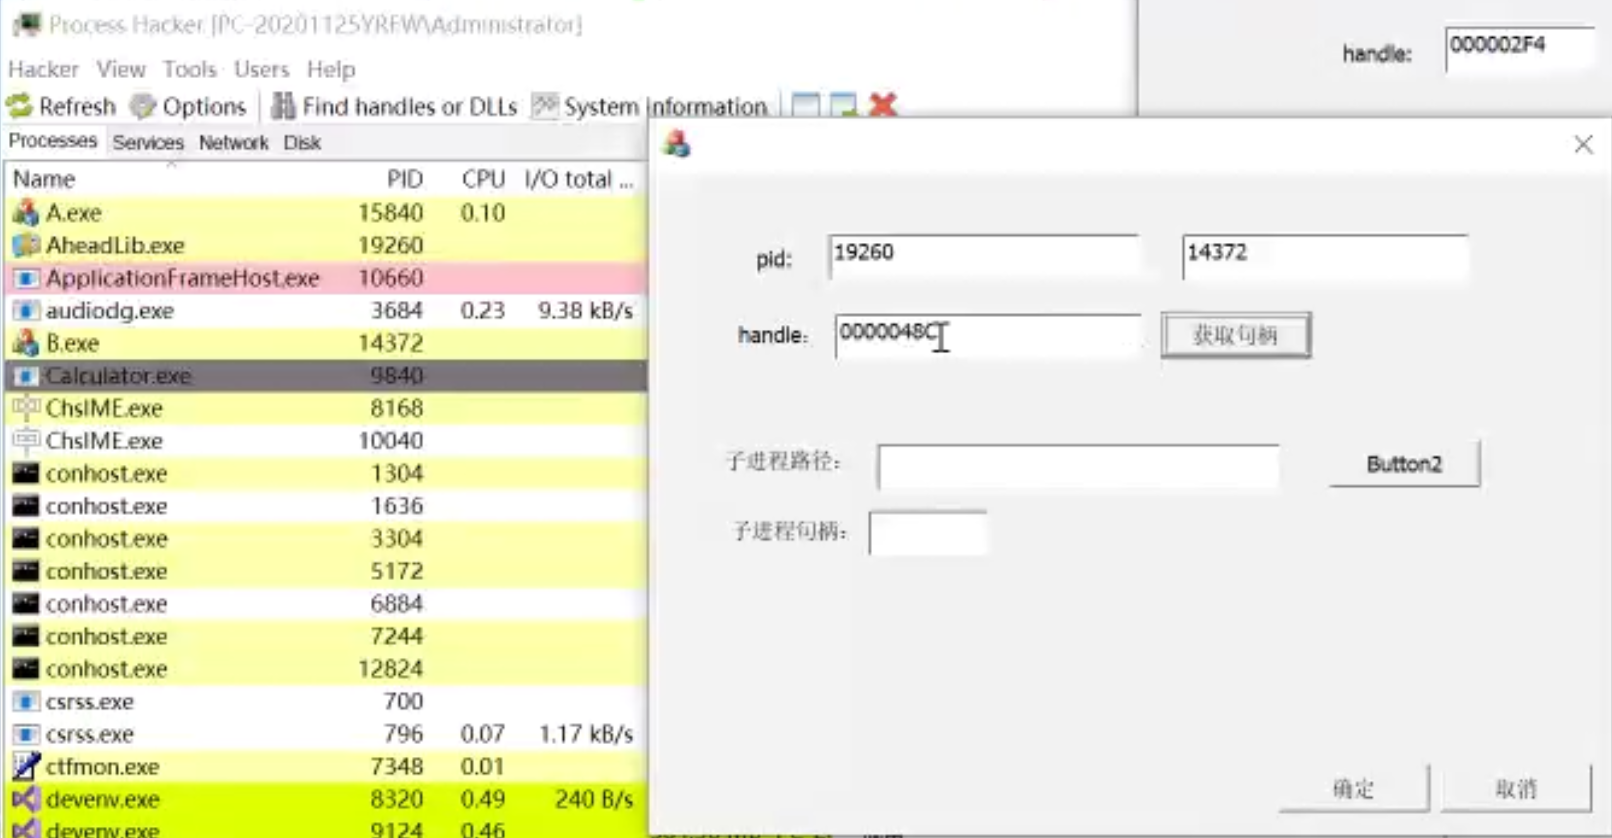 Process Hacker [PC-20201125YRFW\Administrator]
Hacker View Tools Users Help
Refresh Options Find handles or DLLs System information
Processes Services Network Disk
Name PID CPU I/O total ...
A.exe 15840 0.10
AheadLib.exe 19260
ApplicationFrameHost.exe 10660
audiodg.exe 3684 0.23 9.38 kB/s
B.exe 14372
Calculator.exe 9840
ChsIME.exe 8168
ChsIME.exe 10040
conhost.exe 1304
conhost.exe 1636
conhost.exe 3304
conhost.exe 5172
conhost.exe 6884
conhost.exe 7244
conhost.exe 12824
csrss.exe 700
csrss.exe 796 0.07 1.17 kB/s
ctfmon.exe 7348 0.01
devenv.exe 8320 0.49 240 B/s
devenv.exe 9124 0.46
handle: 000002F4
pid: 19260 14372
handle: 0000048C 获取句柄
子进程路径: Button2
子进程句柄:
确定 取消